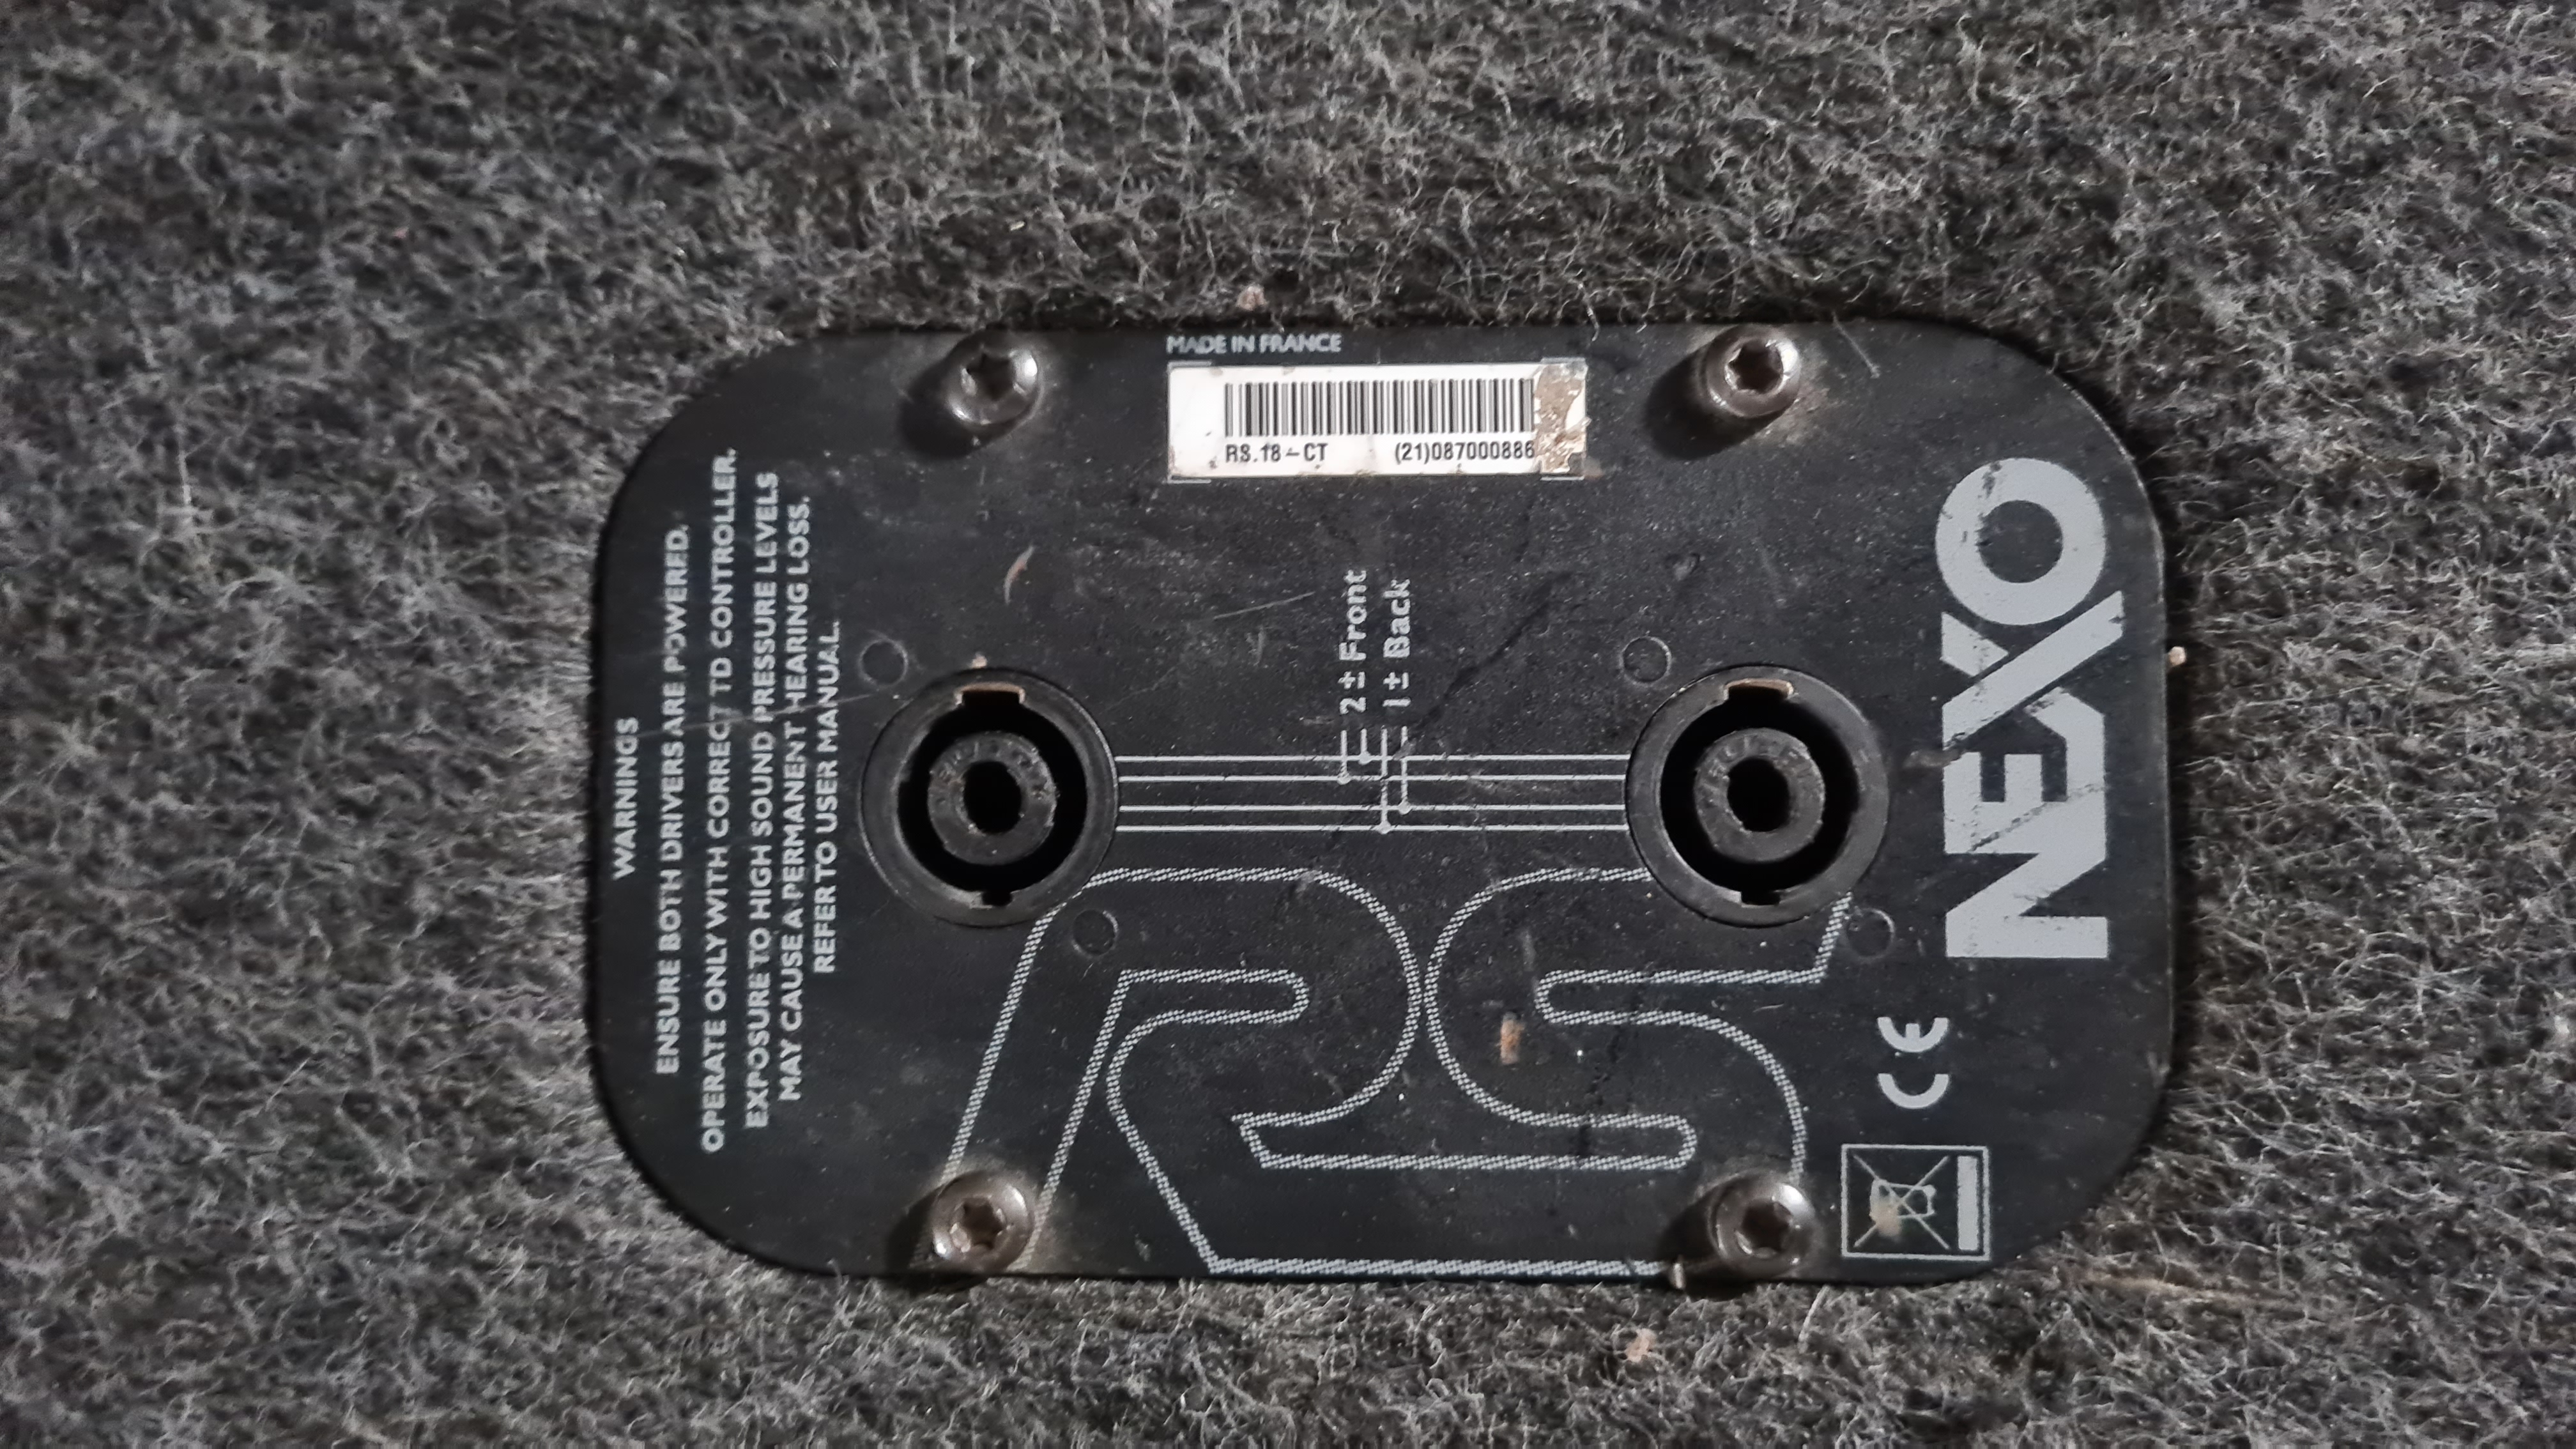 MADE IN FRANCE
RS.18-CT (21)087000886
WARNINGS
ENSURE BOTH DRIVERS ARE POWERED.
OPERATE ONLY WITH CORRECT TD CONTROLLER.
EXPOSURE TO HIGH SOUND PRESSURE LEVELS
MAY CAUSE A PERMANENT HEARING LOSS.
REFER TO USER MANUAL.
2± Front
1± Back
RS
CE
NEXO